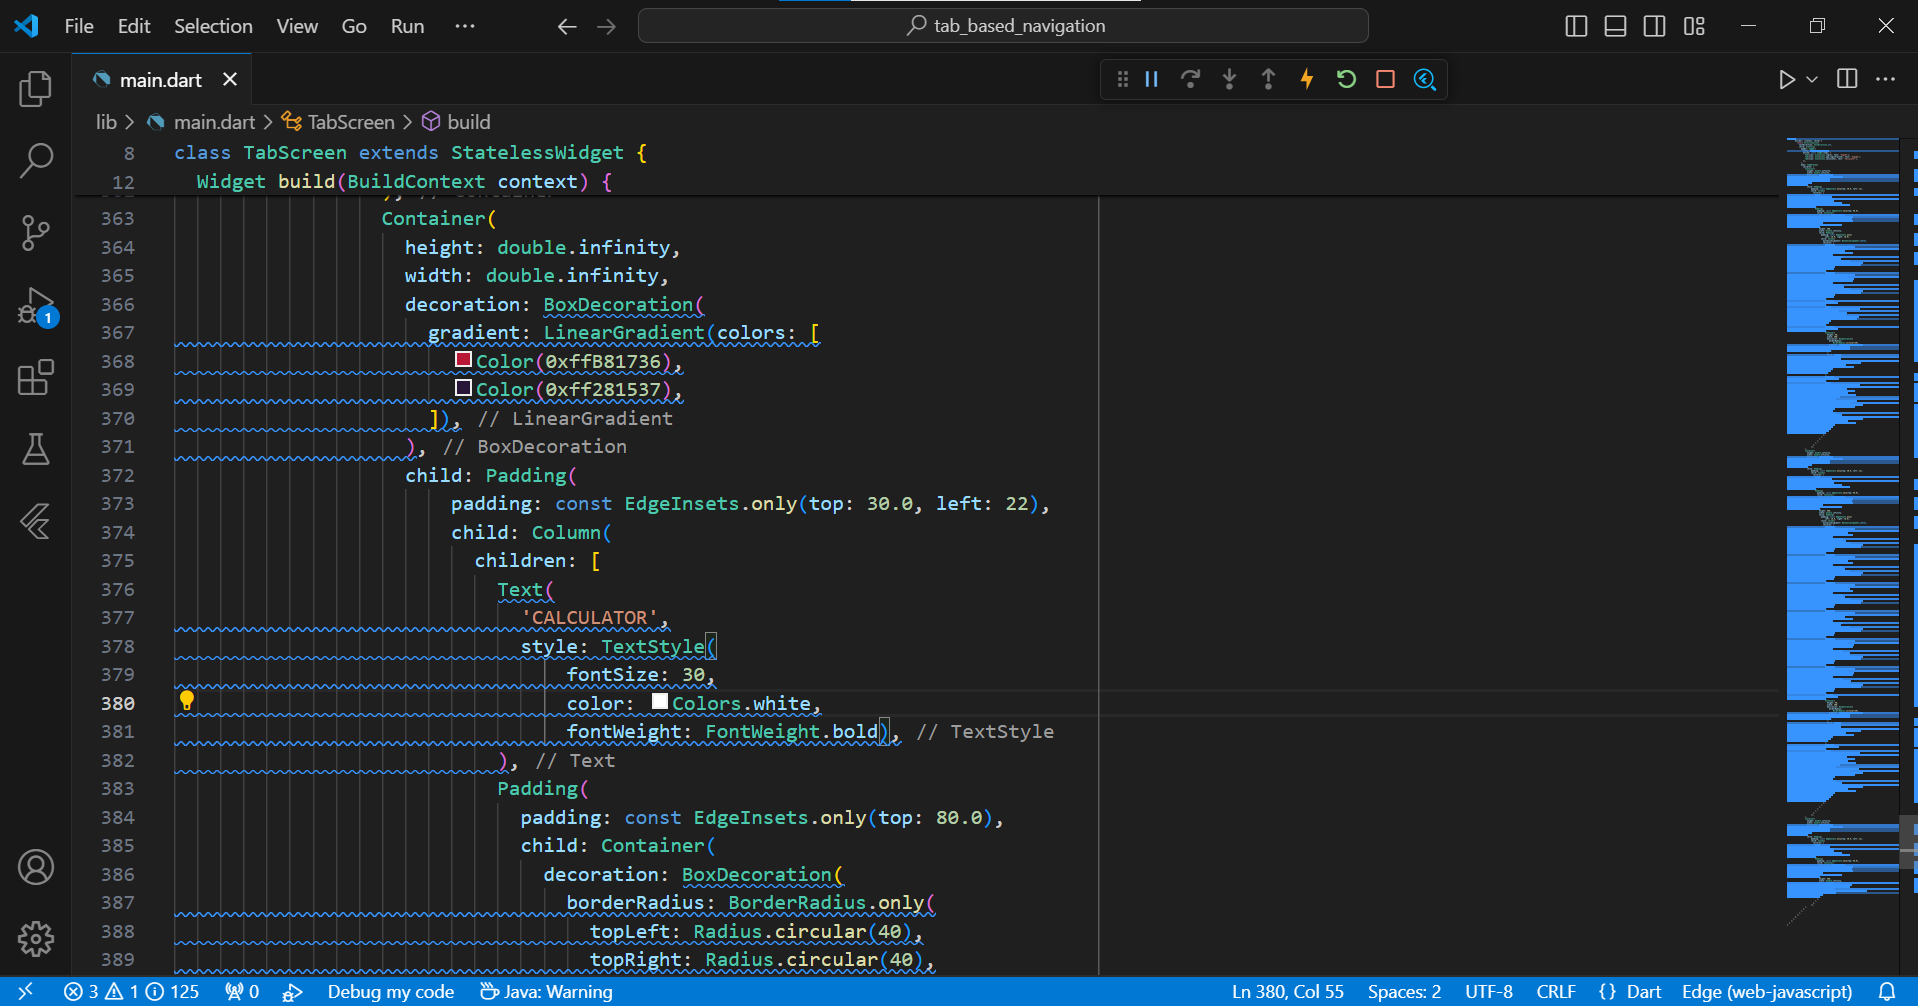 File Edit Selection View Go Run ···
tab_based_navigation
main.dart
lib > main.dart > TabScreen > build
8 class TabScreen extends StatelessWidget {
12 Widget build(BuildContext context) {
363 Container(
364 height: double.infinity,
365 width: double.infinity,
366 decoration: BoxDecoration(
367 gradient: LinearGradient(colors: [
368 Color(0xffB81736),
369 Color(0xff281537),
370 ]), // LinearGradient
371 ), // BoxDecoration
372 child: Padding(
373 padding: const EdgeInsets.only(top: 30.0, left: 22),
374 child: Column(
375 children: [
376 Text(
377 'CALCULATOR',
378 style: TextStyle(
379 fontSize: 30,
380 color: Colors.white,
381 fontWeight: FontWeight.bold), // TextStyle
382 ), // Text
383 Padding(
384 padding: const EdgeInsets.only(top: 80.0),
385 child: Container(
386 decoration: BoxDecoration(
387 borderRadius: BorderRadius.only(
388 topLeft: Radius.circular(40),
389 topRight: Radius.circular(40),
1
3 1 125 0 Debug my code Java: Warning Ln 380, Col 55 Spaces: 2 UTF-8 CRLF {} Dart Edge (web-javascript)